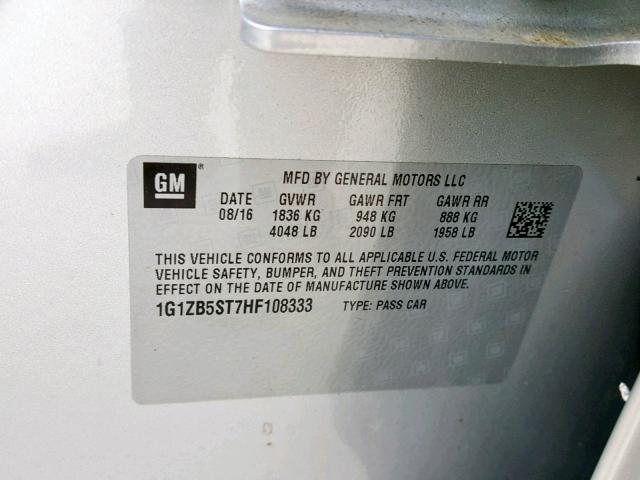 GM ®
MFD BY GENERAL MOTORS LLC
DATE GVWR GAWR FRT GAWR RR
08/16 1836 KG 948 KG 888 KG
4048 LB 2090 LB 1958 LB
THIS VEHICLE CONFORMS TO ALL APPLICABLE U.S. FEDERAL MOTOR
VEHICLE SAFETY, BUMPER, AND THEFT PREVENTION STANDARDS IN
EFFECT ON THE DATE OF MANUFACTURE SHOWN ABOVE.
1G1ZB5ST7HF108333 TYPE: PASS CAR